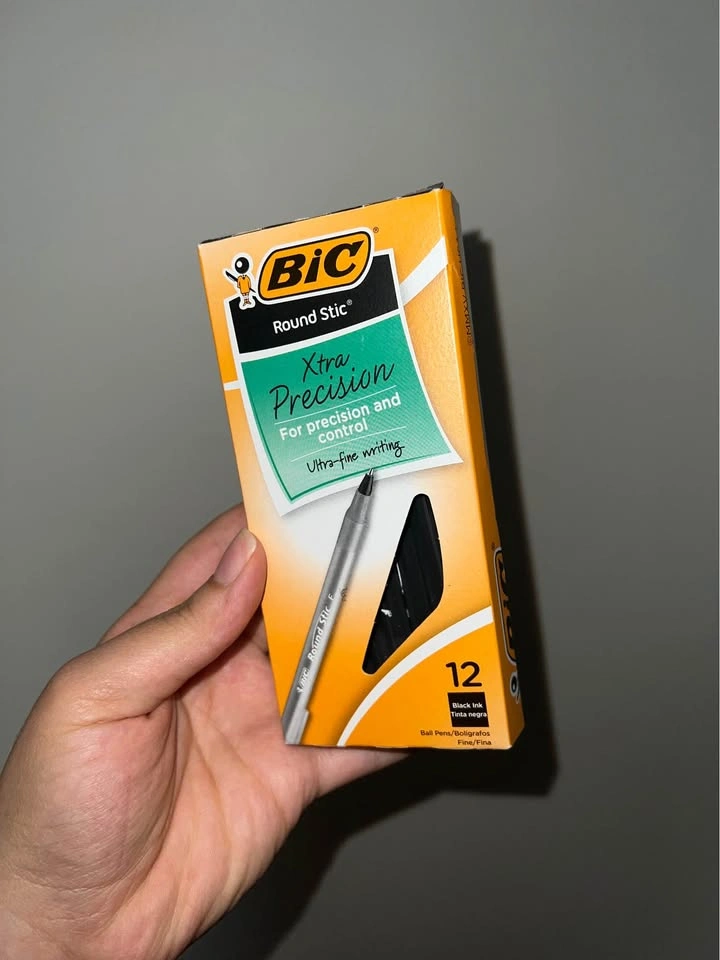 BiC®
Round Stic®
Xtra
Precision
For precision and
control
Ultra-fine writing
BIC® Round Stic F
12
Black Ink
Tinta negra
Ball Pens/Bolígrafos
Fine/Fina